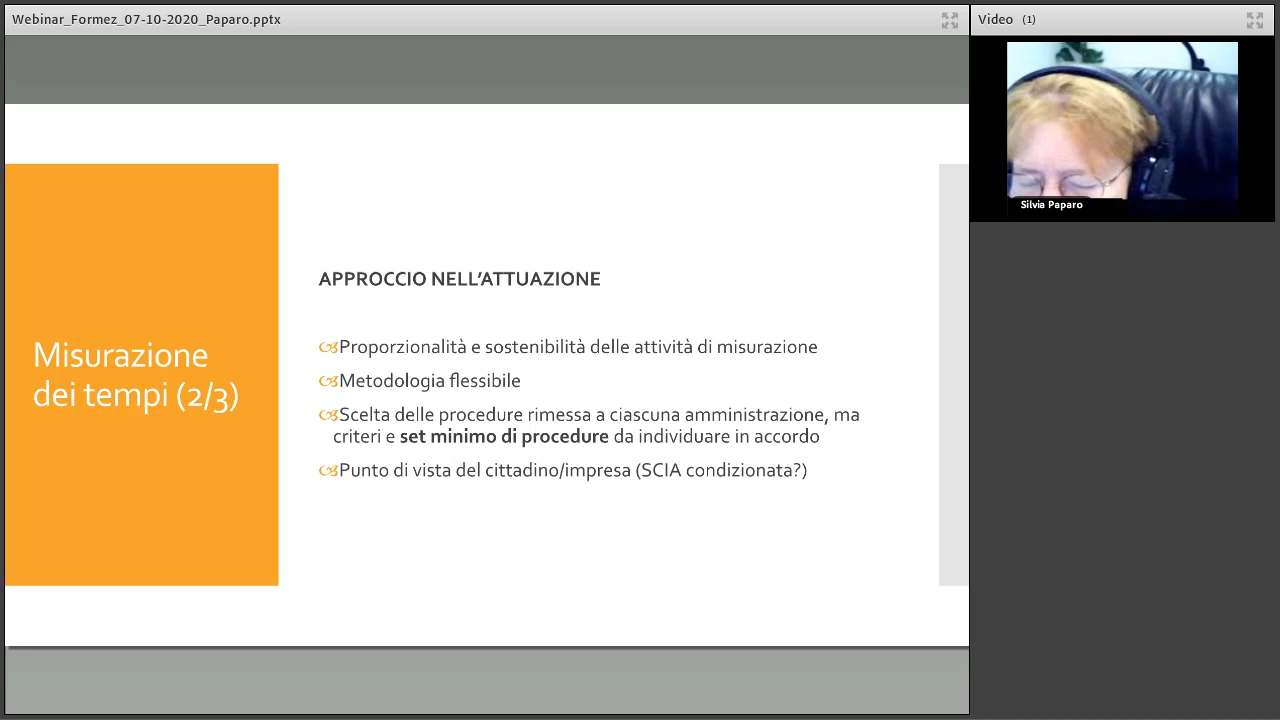 Webinar_Formez_07-10-2020_Paparo.pptx
Video (1)
Silvia Paparo
Misurazione
dei tempi (2/3)
APPROCCIO NELL'ATTUAZIONE
Proporzionalità e sostenibilità delle attività di misurazione
Metodologia flessibile
Scelta delle procedure rimessa a ciascuna amministrazione, ma
criteri e set minimo di procedure da individuare in accordo
Punto di vista del cittadino/impresa (SCIA condizionata?)